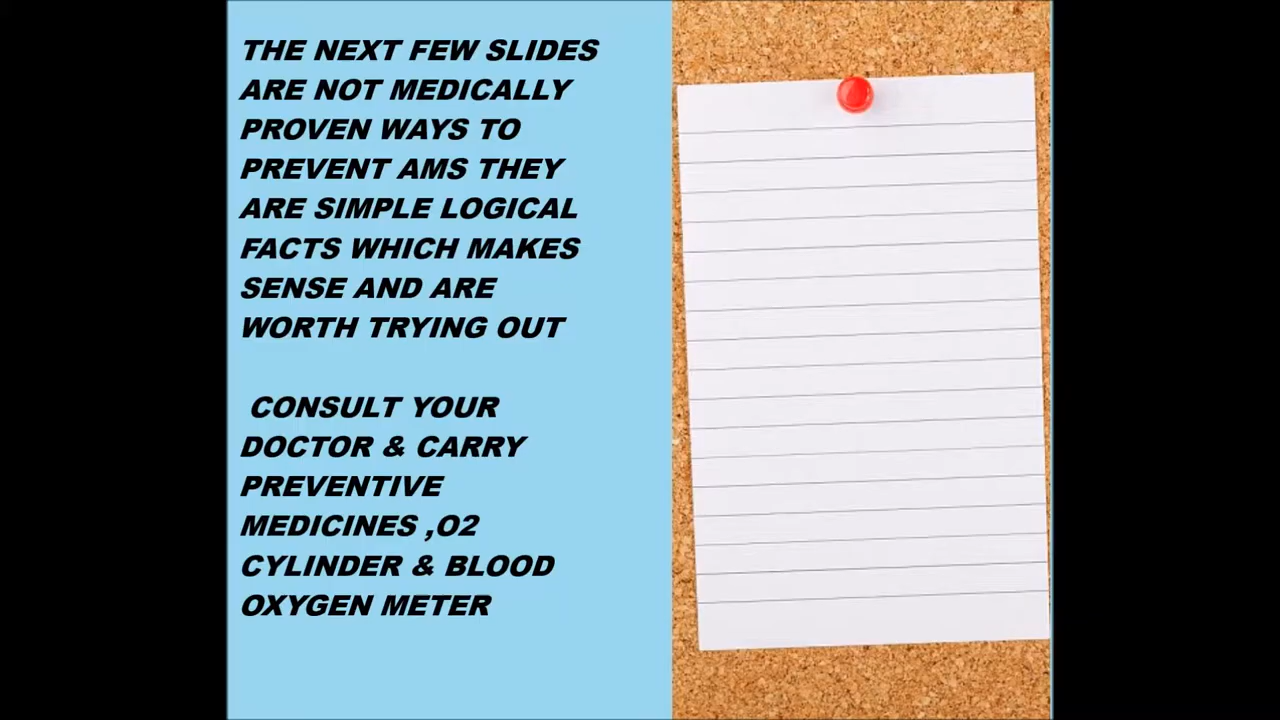 THE NEXT FEW SLIDES
ARE NOT MEDICALLY
PROVEN WAYS TO
PREVENT AMS THEY
ARE SIMPLE LOGICAL
FACTS WHICH MAKES
SENSE AND ARE
WORTH TRYING OUT
CONSULT YOUR
DOCTOR & CARRY
PREVENTIVE
MEDICINES ,O2
CYLINDER & BLOOD
OXYGEN METER